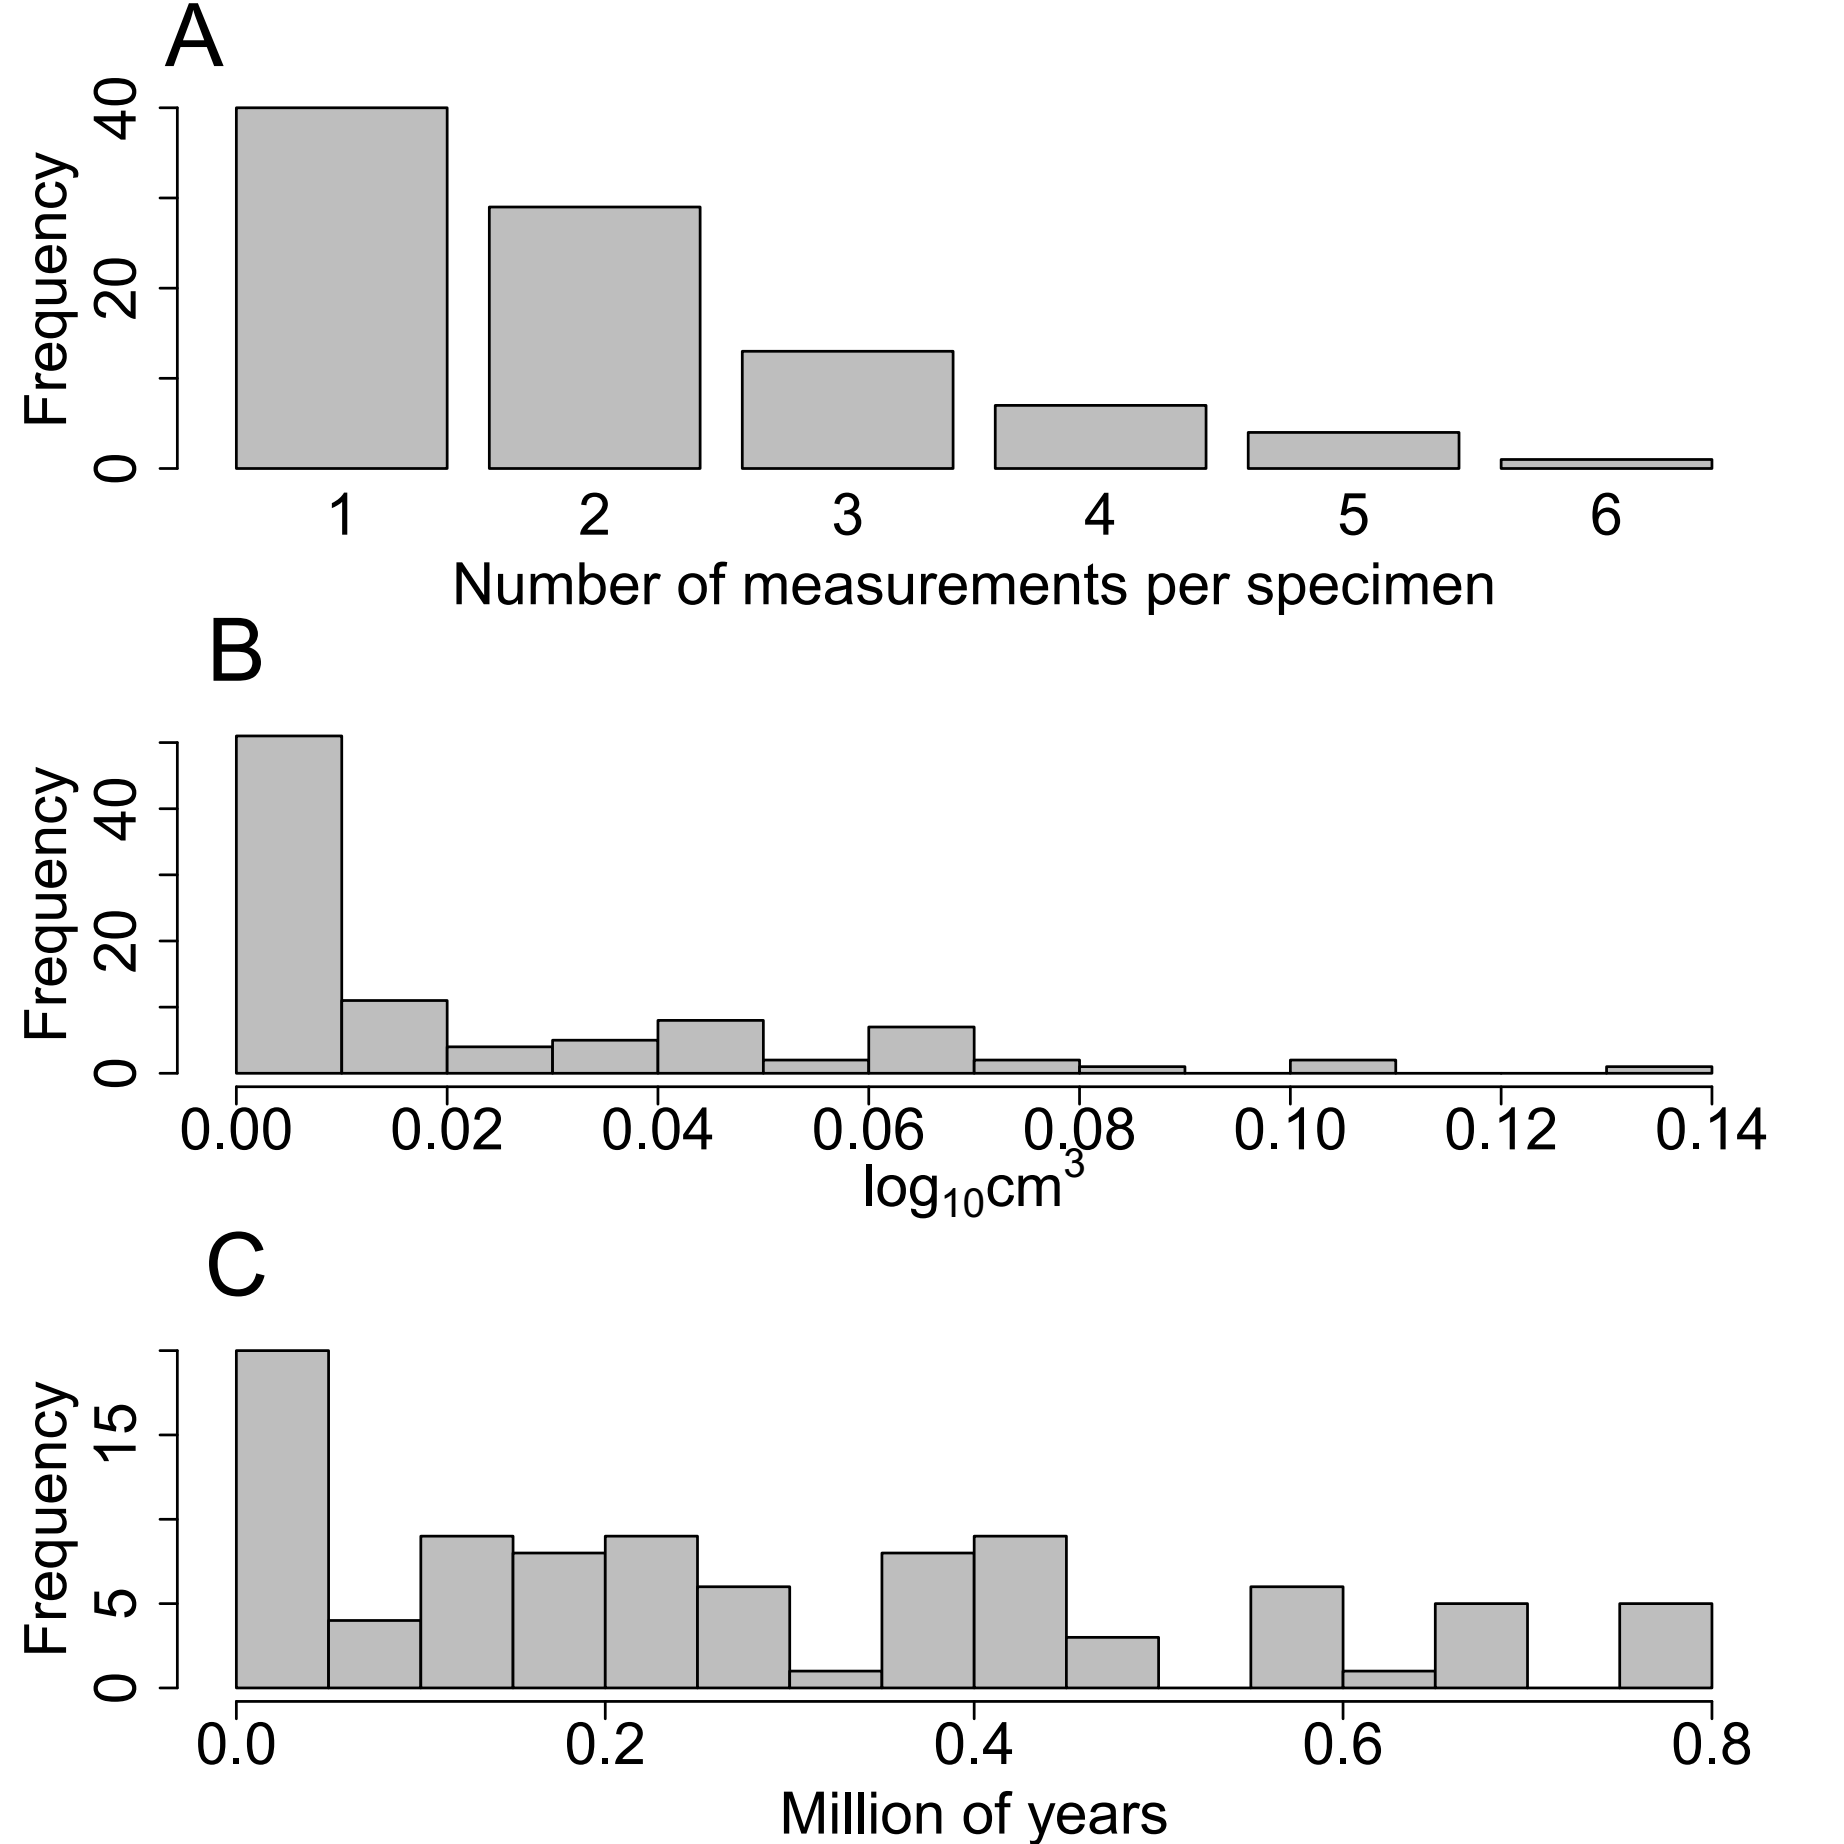 A
Frequency
0 20 40
1 2 3 4 5 6
Number of measurements per specimen
B
Frequency
0 20 40
0.00 0.02 0.04 0.06 0.08 0.10 0.12 0.14
log₁₀cm³
C
Frequency
0 5 15
0.0 0.2 0.4 0.6 0.8
Million of years